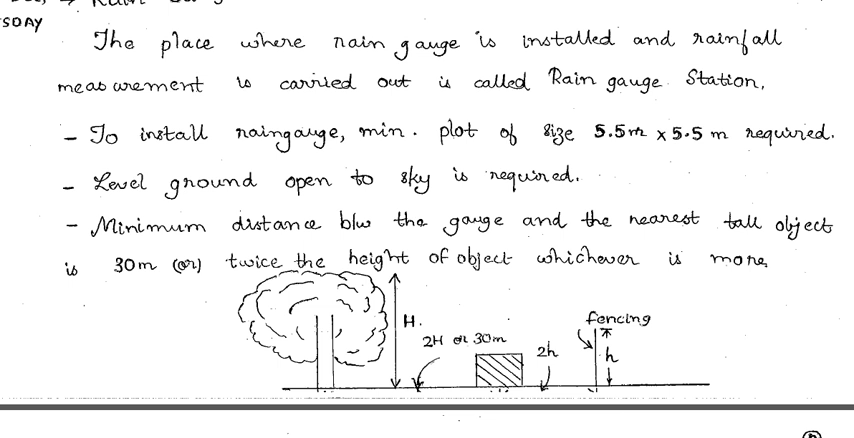 SDAY
The place where rain gauge is installed and rainfall
measurement is carried out is called Rain gauge Station.
- To install raingauge, min. plot of size 5.5m x 5.5 m required.
- Level ground open to sky is required.
- Minimum distance b/w the gauge and the nearest tall object
is 30m (or) twice the height of object whichever is more.
H.
2H or 30m
2h
fencing
h